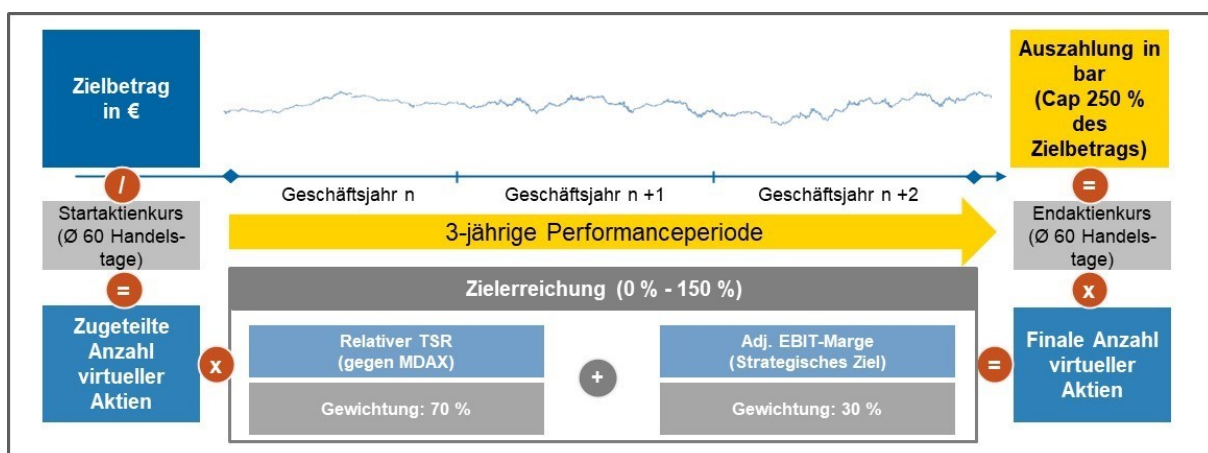 Zielbetrag
in €
/
Startaktienkurs
(Ø 60 Handels-
tage)
=
Zugeteilte
Anzahl
virtueller
Aktien
x
Geschäftsjahr n
Geschäftsjahr n +1
Geschäftsjahr n +2
3-jährige Performanceperiode
Zielerreichung (0 % - 150 %)
Relativer TSR
(gegen MDAX)
Gewichtung: 70 %
+
Adj. EBIT-Marge
(Strategisches Ziel)
Gewichtung: 30 %
=
Finale Anzahl
virtueller
Aktien
x
Endaktienkurs
(Ø 60 Handels-
tage)
=
Auszahlung in
bar
(Cap 250 %
des
Zielbetrags)